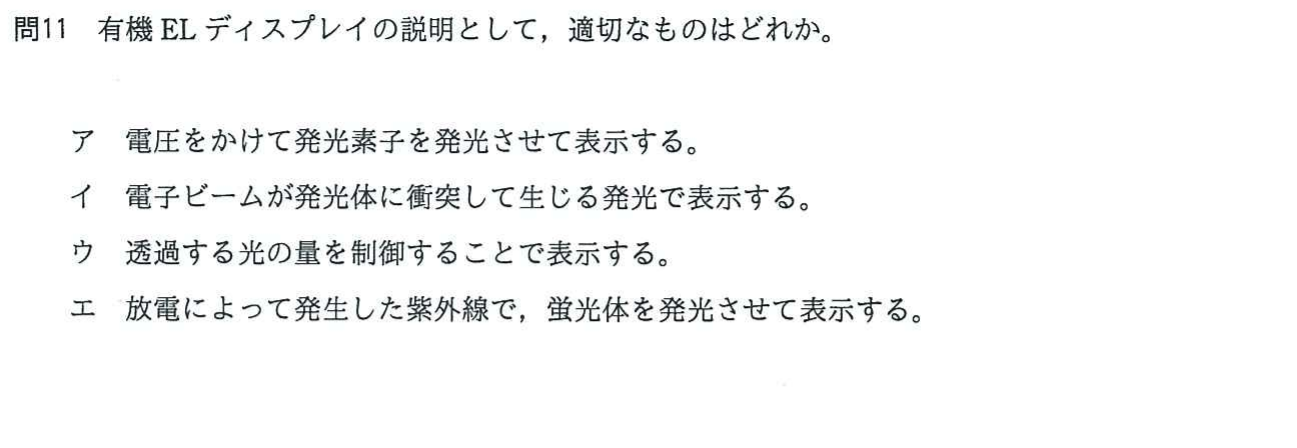 問11 有機 EL ディスプレイの説明として，適切なものはどれか。
ア 電圧をかけて発光素子を発光させて表示する。
イ 電子ビームが発光体に衝突して生じる発光で表示する。
ウ 透過する光の量を制御することで表示する。
エ 放電によって発生した紫外線で，蛍光体を発光させて表示する。